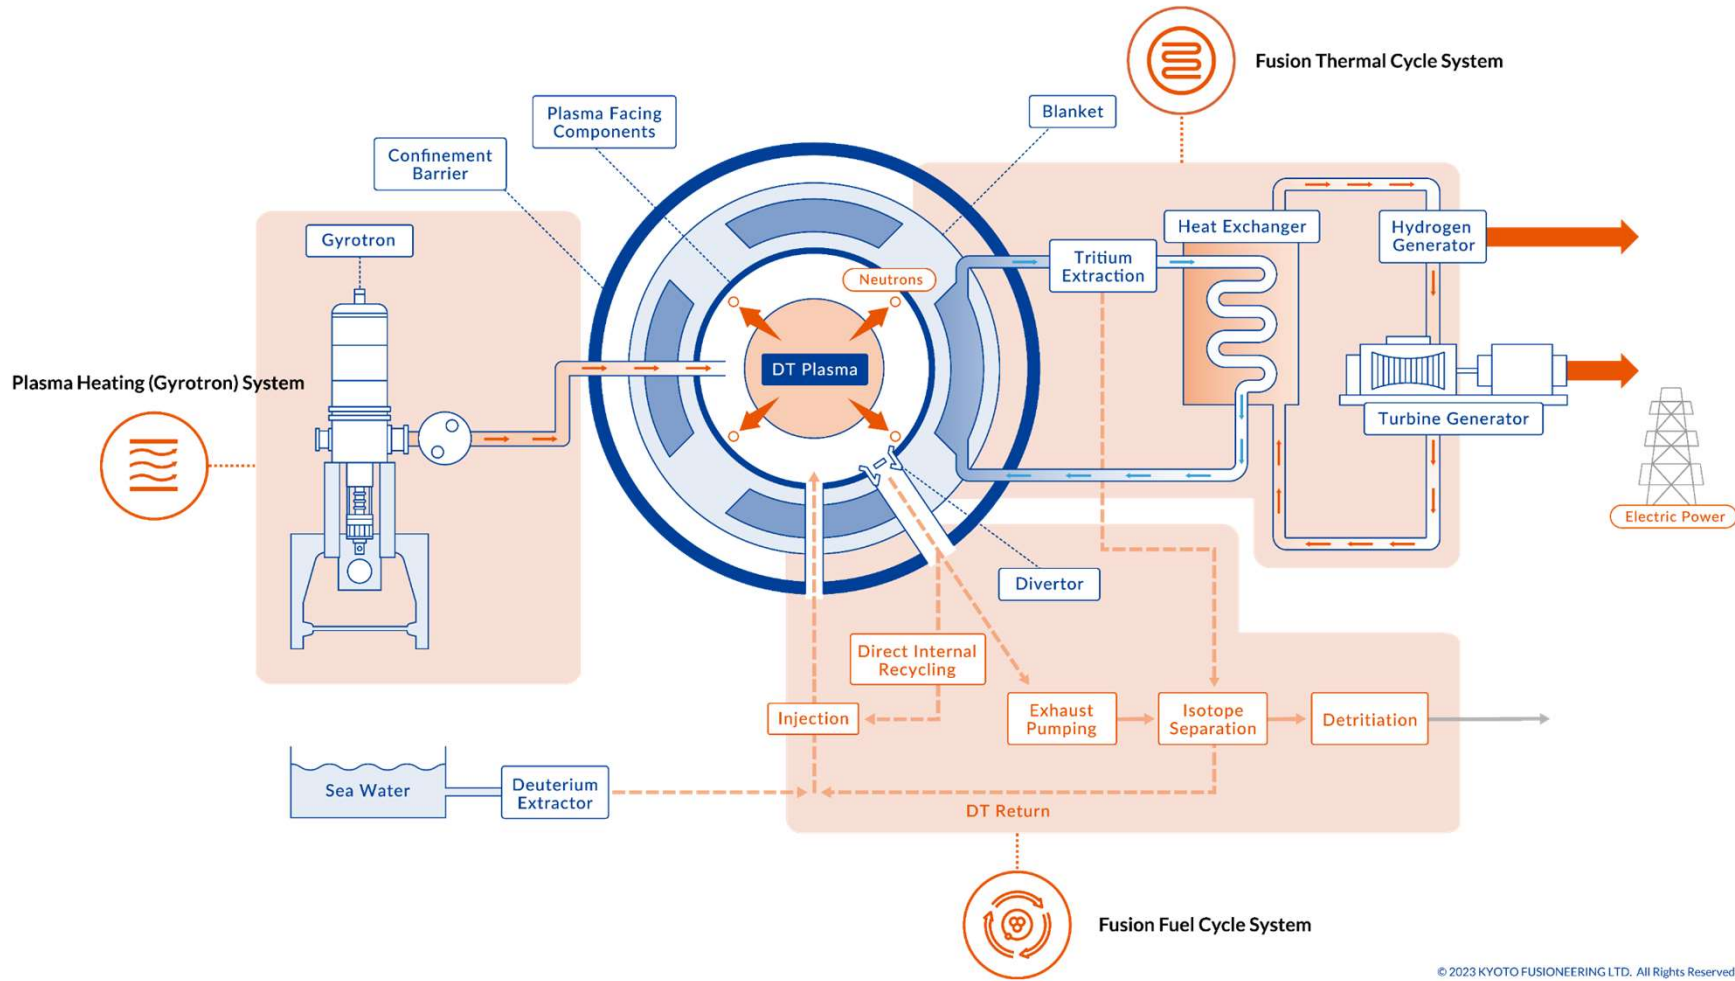 Fusion Thermal Cycle System
Plasma Facing
Components
Blanket
Confinement
Barrier
Gyrotron
Heat Exchanger
Hydrogen
Generator
Tritium
Extraction
Neutrons
DT Plasma
Plasma Heating (Gyrotron) System
Turbine Generator
Electric Power
Divertor
Direct Internal
Recycling
Injection
Exhaust
Pumping
Isotope
Separation
Detritiation
Sea Water
Deuterium
Extractor
DT Return
Fusion Fuel Cycle System
© 2023 KYOTO FUSIONEERING LTD. All Rights Reserved